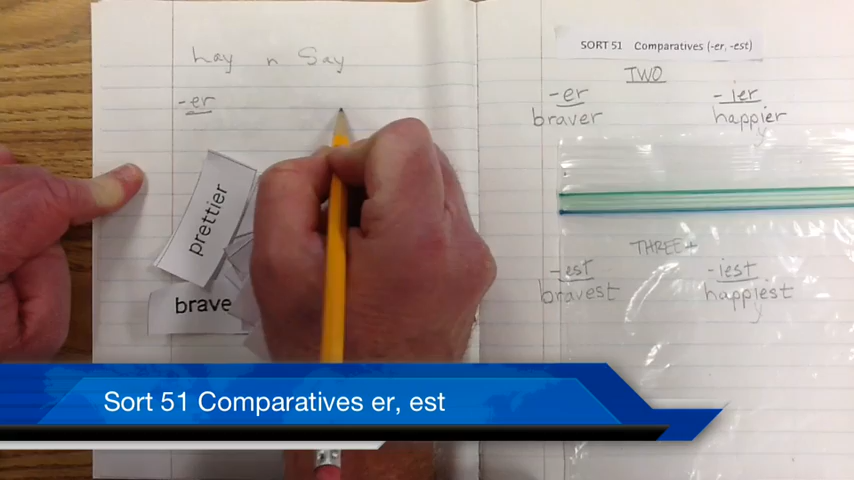 Lay n Say
-er
prettier
brave
SORT 51 Comparatives (-er, -est)
TWO
-er -ier
braver happier
y
THREE+
-est -iest
bravest happiest
y
Sort 51 Comparatives er, est